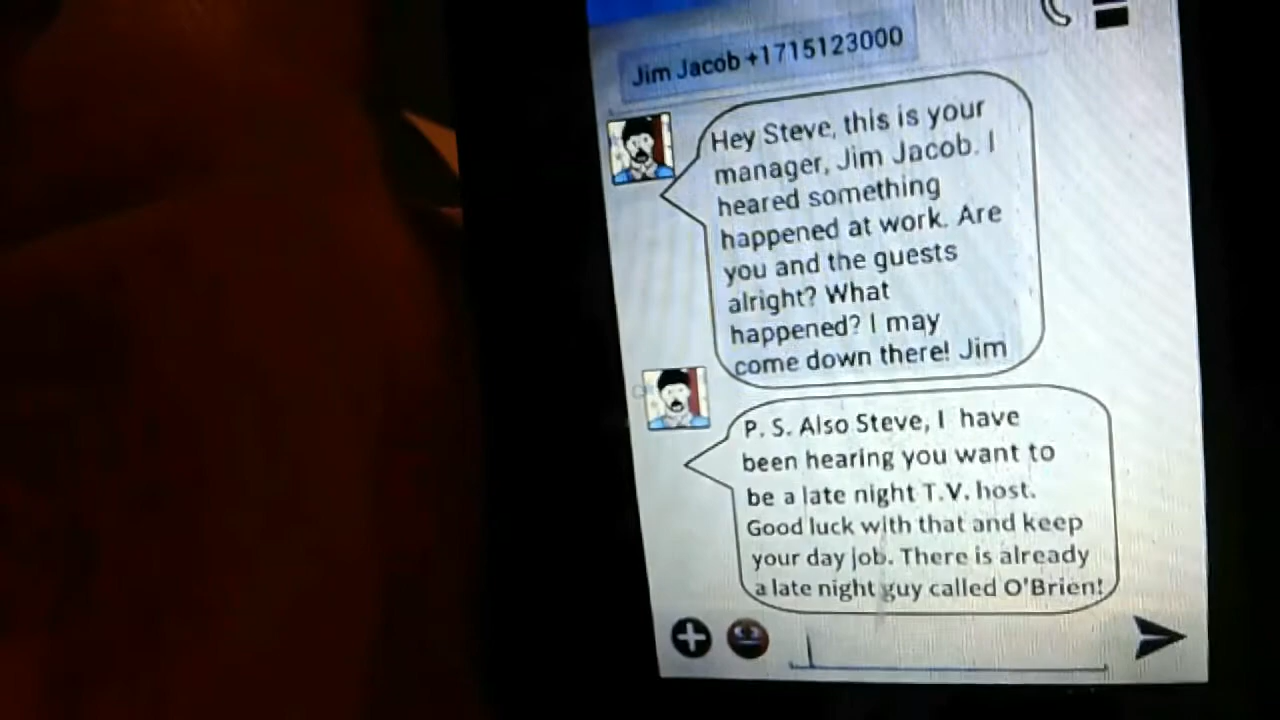 Jim Jacob +1715123000
Hey Steve, this is your
manager, Jim Jacob. I
heared something
happened at work. Are
you and the guests
alright? What
happened? I may
come down there! Jim
P. S. Also Steve, I have
been hearing you want to
be a late night T.V. host.
Good luck with that and keep
your day job. There is already
a late night guy called O'Brien!